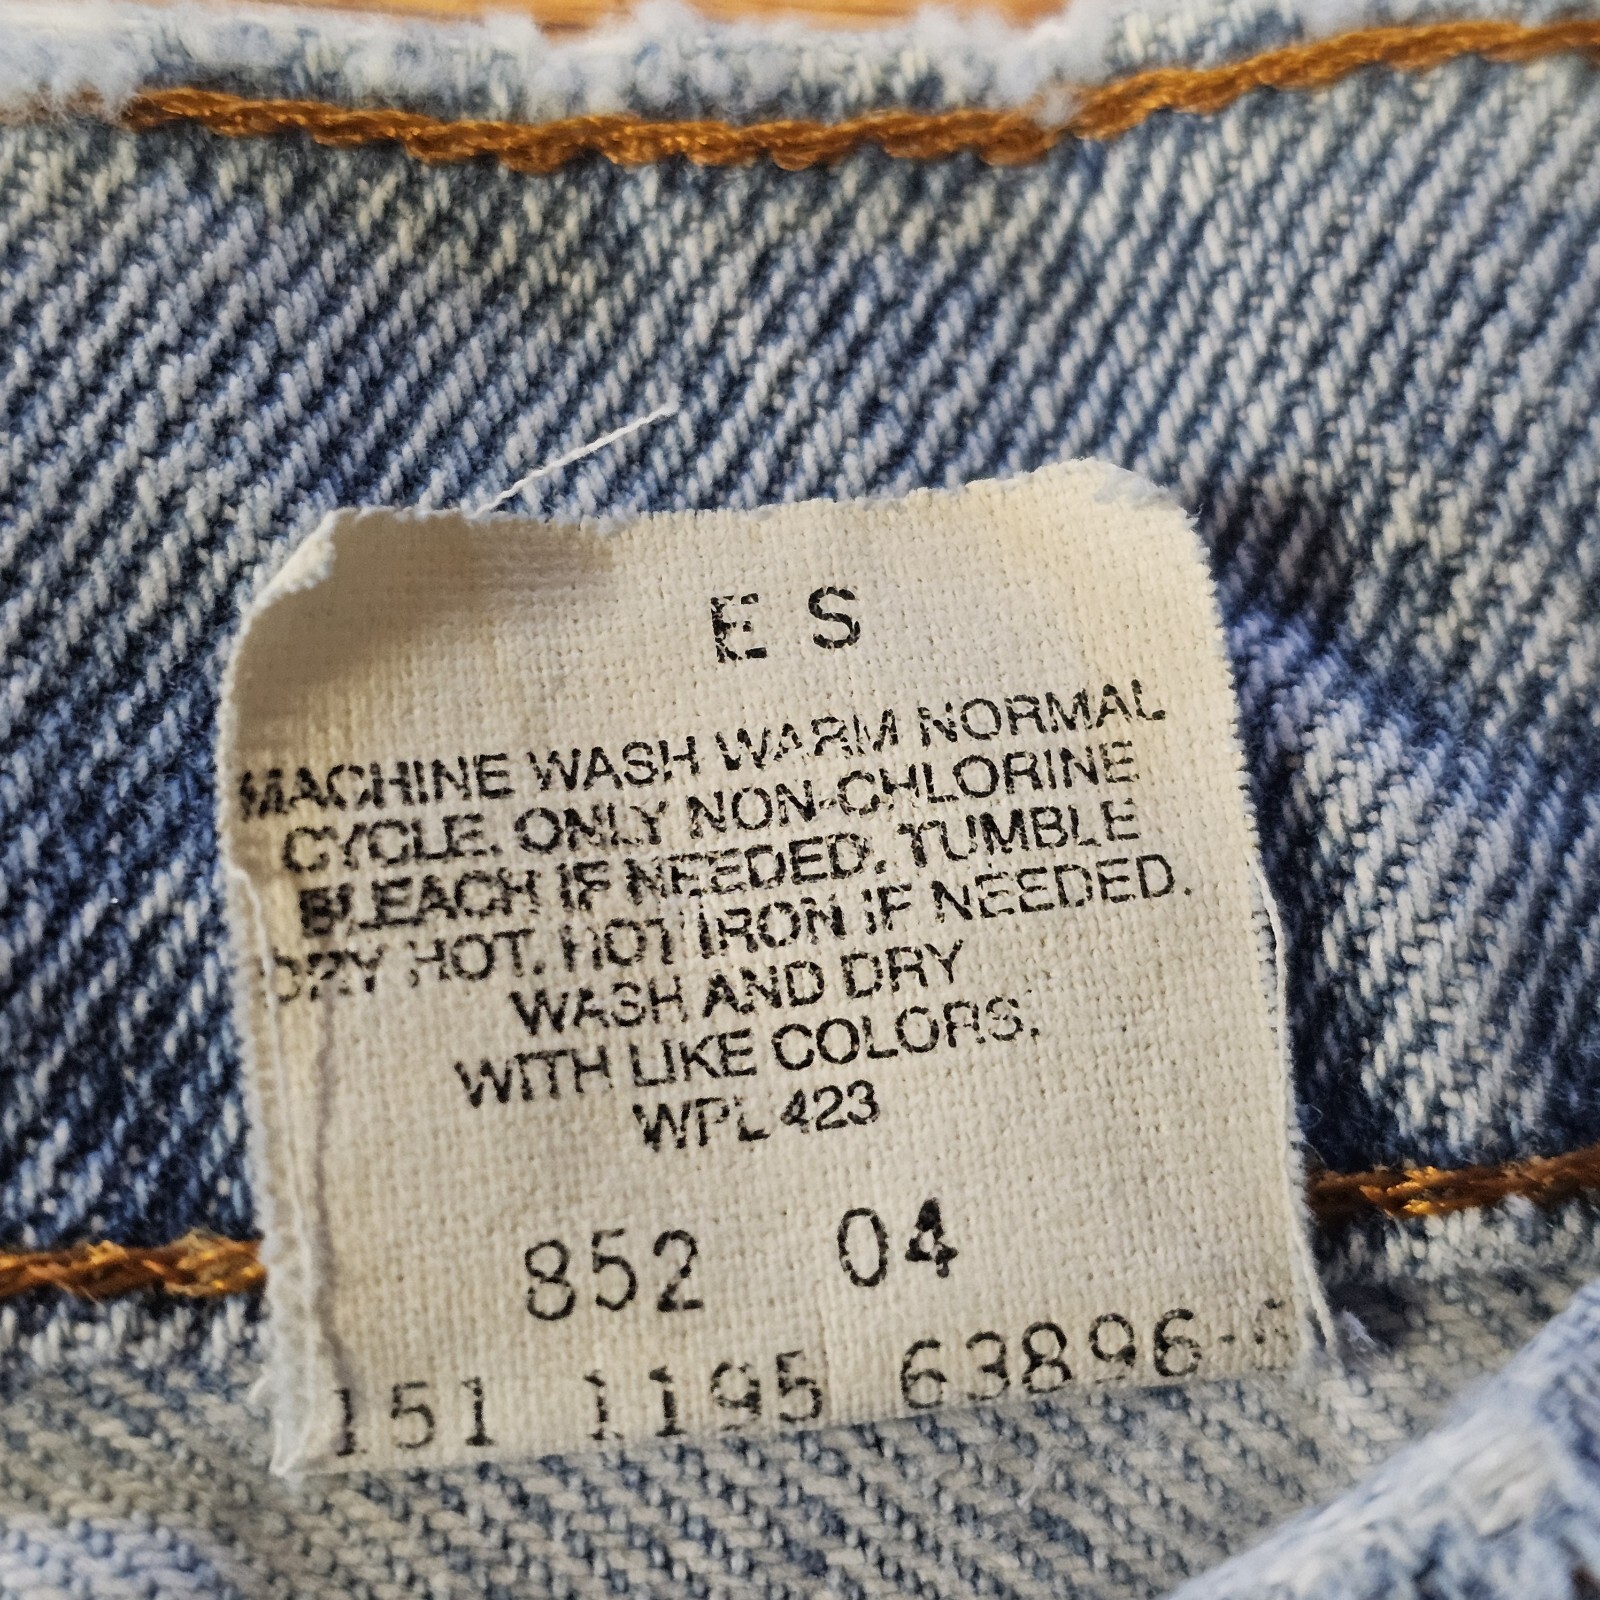 E S
MACHINE WASH WARM NORMAL
CYCLE. ONLY NON-CHLORINE
BLEACH IF NEEDED. TUMBLE
DRY HOT. HOT IRON IF NEEDED.
WASH AND DRY
WITH LIKE COLORS.
WPL 423
852 04
151 1195 63896-